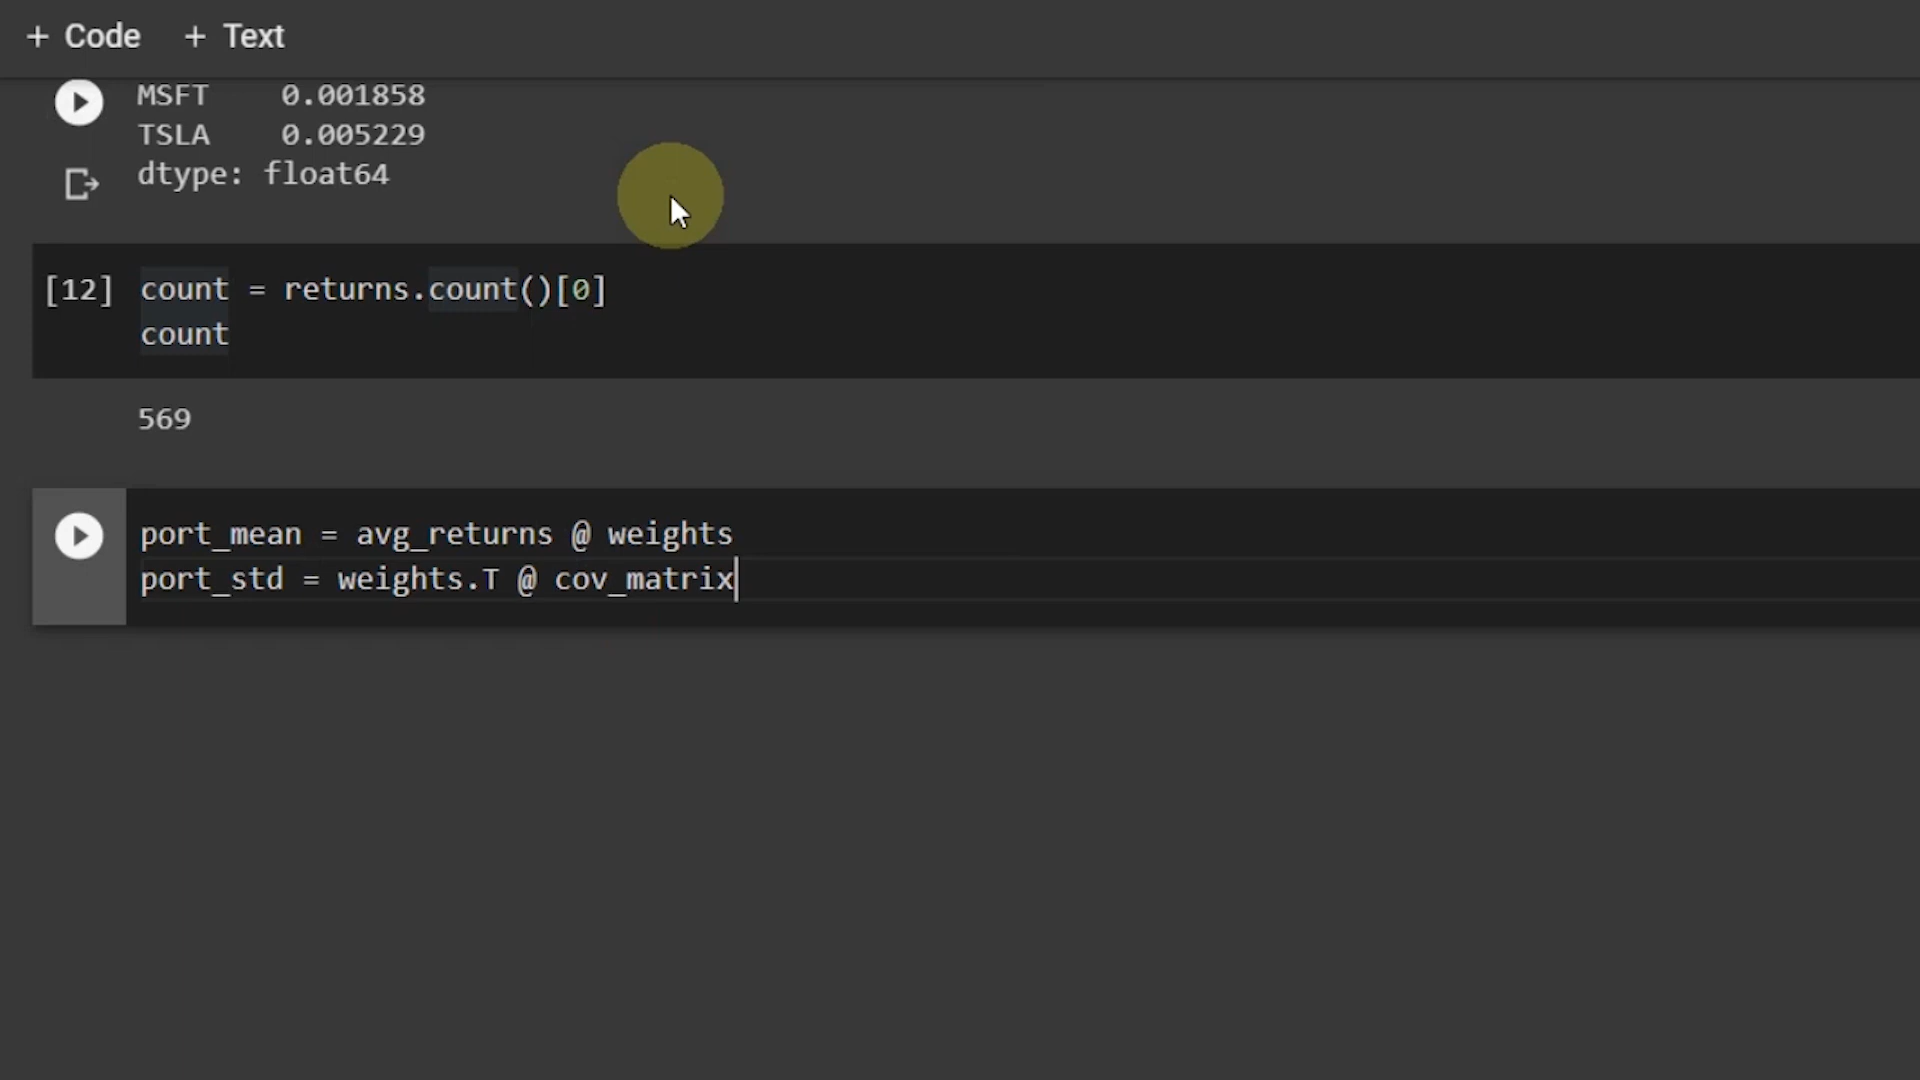 + Code + Text
MSFT 0.001858
TSLA 0.005229
dtype: float64
[12] count = returns.count()[0]
count
569
port_mean = avg_returns @ weights
port_std = weights.T @ cov_matrix